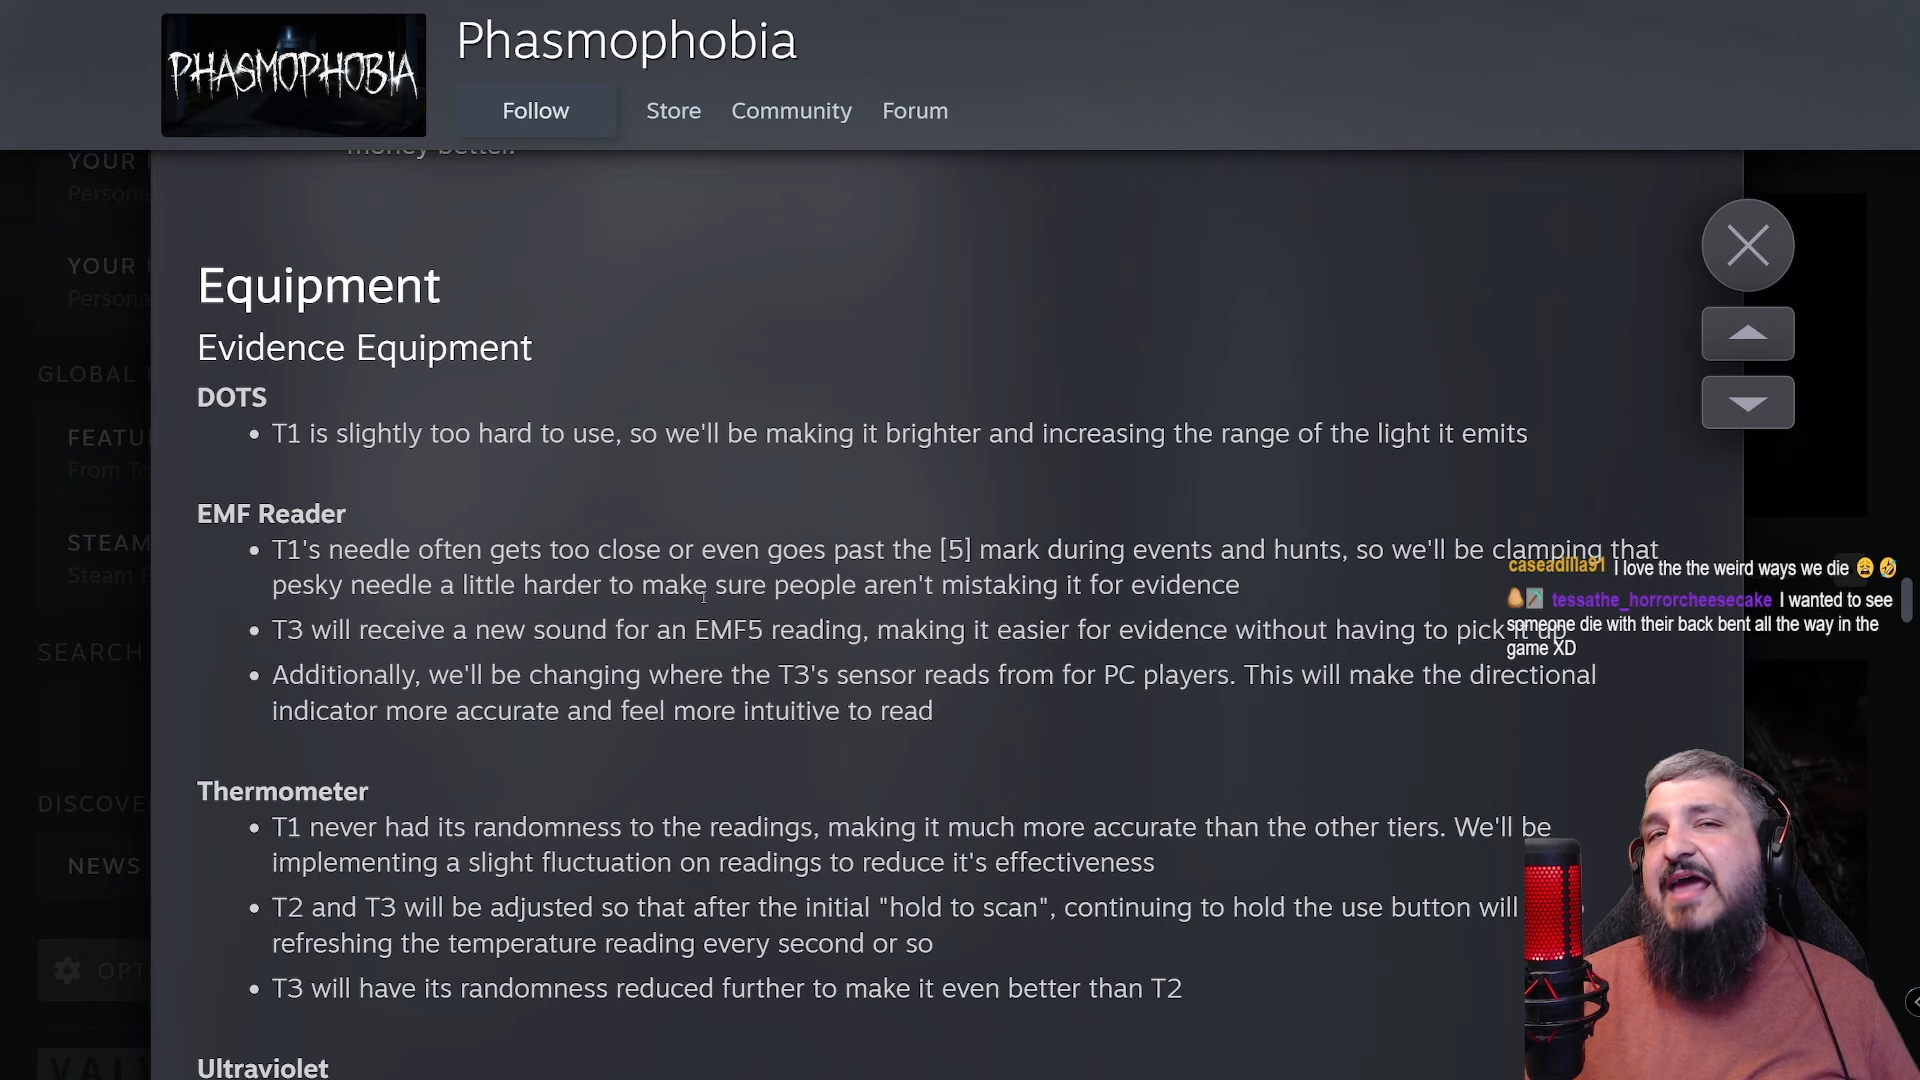 PHASMOPHOBIA
Phasmophobia
Follow
Store
Community
Forum
money better.
YOUR
Persona
YOUR
Persona
GLOBAL
FEATU
From To
STEAM
Steam
SEARCH
DISCOVE
NEWS
OPT
Equipment
Evidence Equipment
DOTS
• T1 is slightly too hard to use, so we'll be making it brighter and increasing the range of the light it emits
EMF Reader
• T1's needle often gets too close or even goes past the [5] mark during events and hunts, so we'll be clamping that
pesky needle a little harder to make sure people aren't mistaking it for evidence
• T3 will receive a new sound for an EMF5 reading, making it easier for evidence without having to pick it up
• Additionally, we'll be changing where the T3's sensor reads from for PC players. This will make the directional
indicator more accurate and feel more intuitive to read
Thermometer
• T1 never had its randomness to the readings, making it much more accurate than the other tiers. We'll be
implementing a slight fluctuation on readings to reduce it's effectiveness
• T2 and T3 will be adjusted so that after the initial "hold to scan", continuing to hold the use button will
refreshing the temperature reading every second or so
• T3 will have its randomness reduced further to make it even better than T2
Ultraviolet
caseadilla91 I love the the weird ways we die 😩 🤣
tessathe_horrorcheesecake I wanted to see
someone die with their back bent all the way in the
game XD